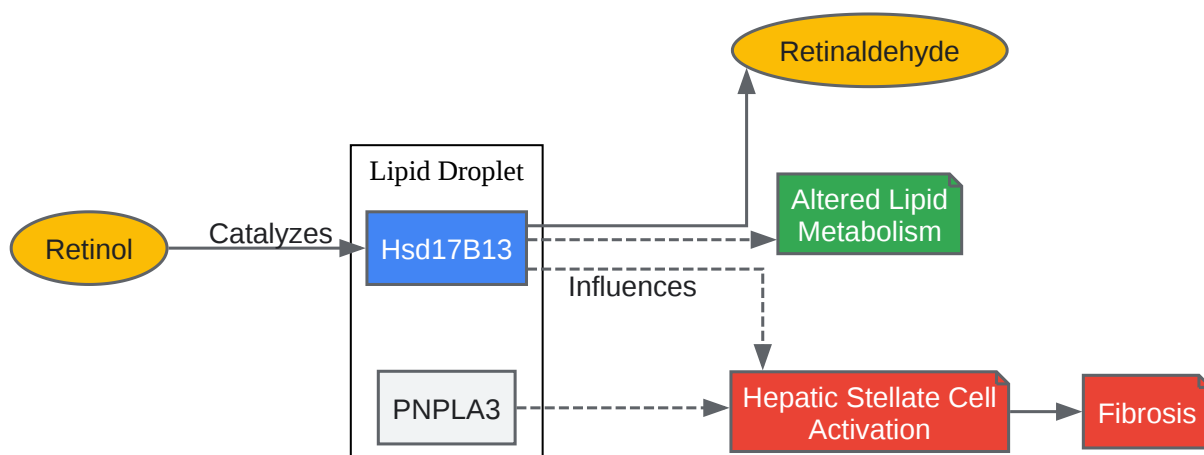 Retinaldehyde
Lipid Droplet
Altered Lipid
Metabolism
Catalyzes
Retinol
Hsd17B13
Influences
PNPLA3
Hepatic Stellate Cell
Activation
Fibrosis